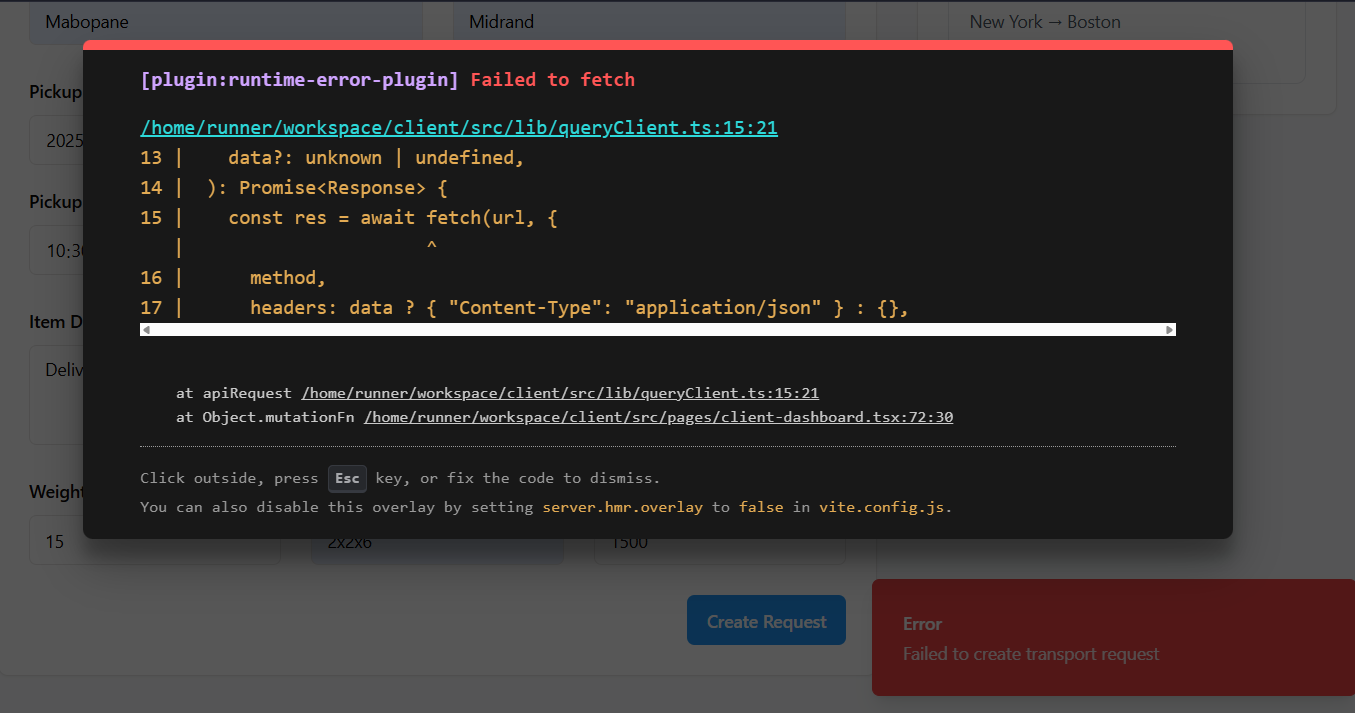 Mabopane
Midrand
New York → Boston
[plugin:runtime-error-plugin] Failed to fetch
/home/runner/workspace/client/src/lib/queryClient.ts:15:21
13 |    data?: unknown | undefined,
14 |  ): Promise<Response> {
15 |    const res = await fetch(url, {
   |                      ^
16 |      method,
17 |      headers: data ? { "Content-Type": "application/json" } : {},
at apiRequest /home/runner/workspace/client/src/lib/queryClient.ts:15:21
at Object.mutationFn /home/runner/workspace/client/src/pages/client-dashboard.tsx:72:30
Click outside, press Esc key, or fix the code to dismiss.
You can also disable this overlay by setting server.hmr.overlay to false in vite.config.js.
Pickup
2025
Pickup
10:30
Item D
Deliv
Weight
15
2x2x6
1500
Create Request
Error
Failed to create transport request